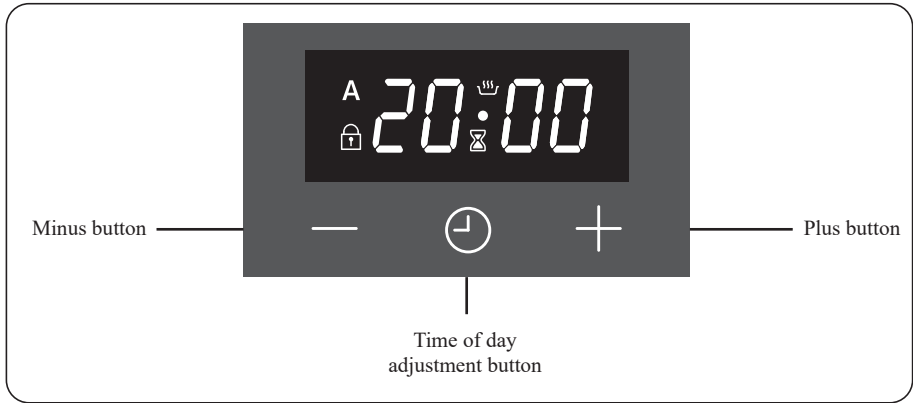 A
20:00
Minus button
Plus button
Time of day
adjustment button